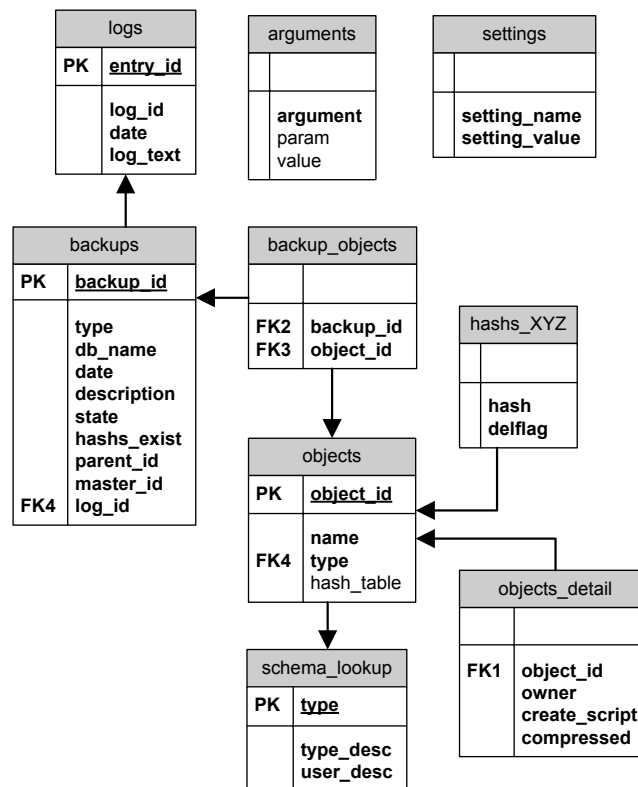 logs
PK entry_id
log_id
date
log_text
arguments
argument
param
value
settings
setting_name
setting_value
backups
PK backup_id
type
db_name
date
description
state
hashs_exist
parent_id
master_id
FK4 log_id
backup_objects
FK2 backup_id
FK3 object_id
hashs_XYZ
hash
delflag
objects
PK object_id
name
FK4 type
hash_table
objects_detail
FK1 object_id
owner
create_script
compressed
schema_lookup
PK type
type_desc
user_desc